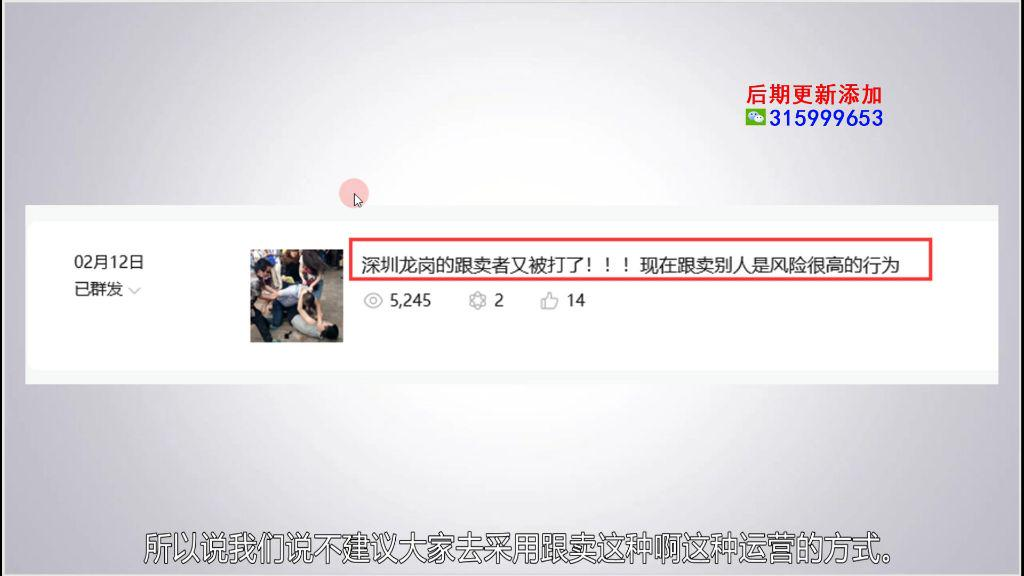 后期更新添加
315999653
02月12日
已群发
深圳龙岗的跟卖者又被打了！！！现在跟卖别人是风险很高的行为
5,245 2 14
所以说我们说不建议大家去采用跟卖这种啊这种运营的方式。